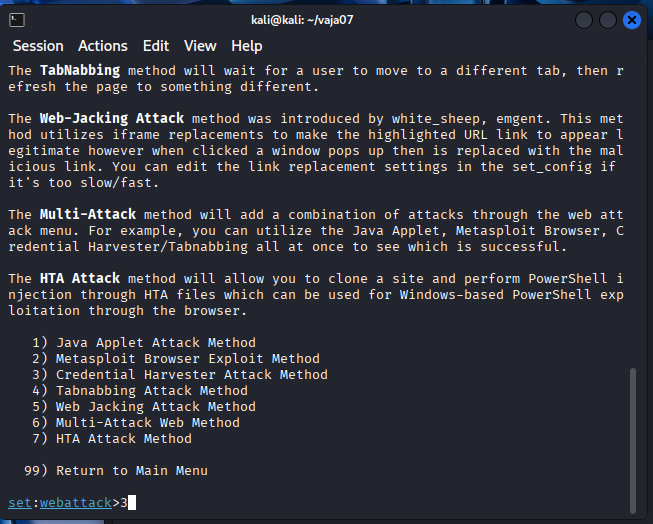 kali@kali: ~/vaja07
Session Actions Edit View Help
The TabNabbing method will wait for a user to move to a different tab, then r
efresh the page to something different.
The Web-Jacking Attack method was introduced by white_sheep, emgent. This met
hod utilizes iframe replacements to make the highlighted URL link to appear l
egitimate however when clicked a window pops up then is replaced with the mal
icious link. You can edit the link replacement settings in the set_config if
it's too slow/fast.
The Multi-Attack method will add a combination of attacks through the web att
ack menu. For example, you can utilize the Java Applet, Metasploit Browser, C
redential Harvester/Tabnabbing all at once to see which is successful.
The HTA Attack method will allow you to clone a site and perform PowerShell i
njection through HTA files which can be used for Windows-based PowerShell exp
loitation through the browser.
1) Java Applet Attack Method
2) Metasploit Browser Exploit Method
3) Credential Harvester Attack Method
4) Tabnabbing Attack Method
5) Web Jacking Attack Method
6) Multi-Attack Web Method
7) HTA Attack Method
99) Return to Main Menu
set:webattack>3